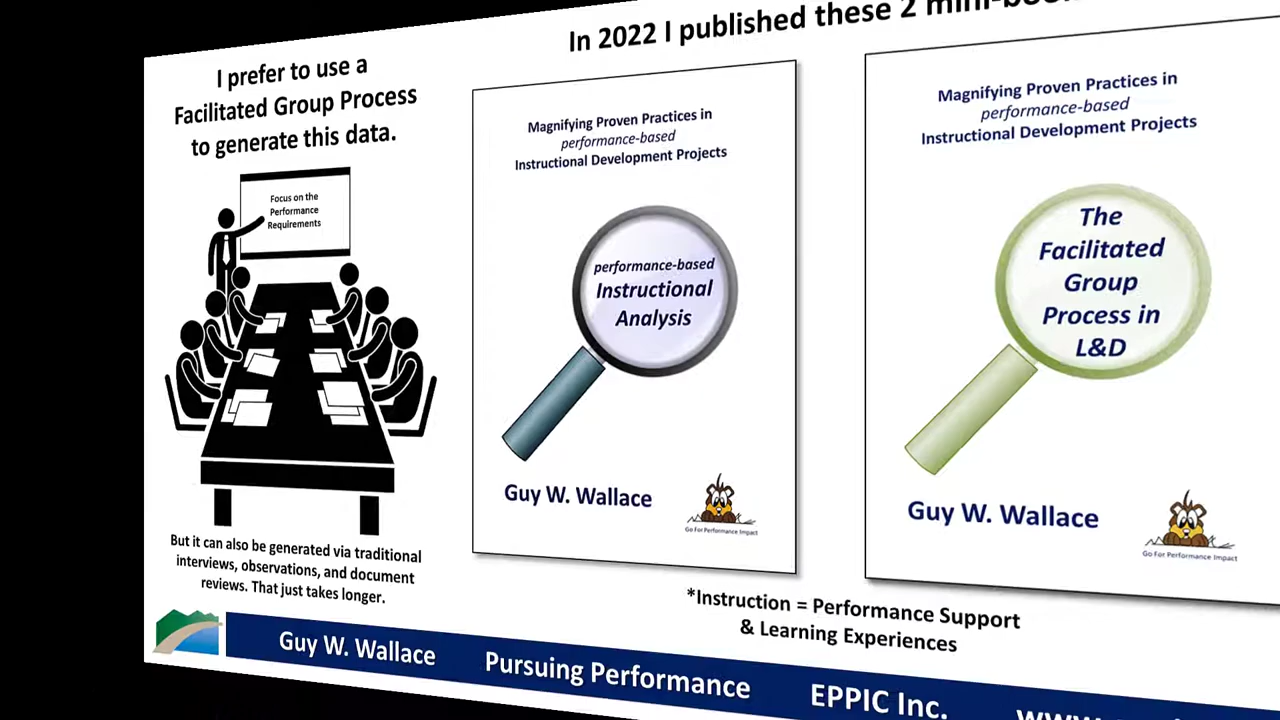 In 2022 I published these 2
I prefer to use a
Facilitated Group Process
to generate this data.
Focus on the
Performance
Requirements
But it can also be generated via traditional
interviews, observations, and document
reviews. That just takes longer.
Magnifying Proven Practices in
performance-based
Instructional Development Projects
performance-based
Instructional
Analysis
Guy W. Wallace
Go For Performance Impact
Magnifying Proven Practices in
performance-based
Instructional Development Projects
The
Facilitated
Group
Process in
L&D
Guy W. Wallace
Go For Performance Impact
*Instruction = Performance Support
& Learning Experiences
Guy W. Wallace Pursuing Performance EPPIC Inc.